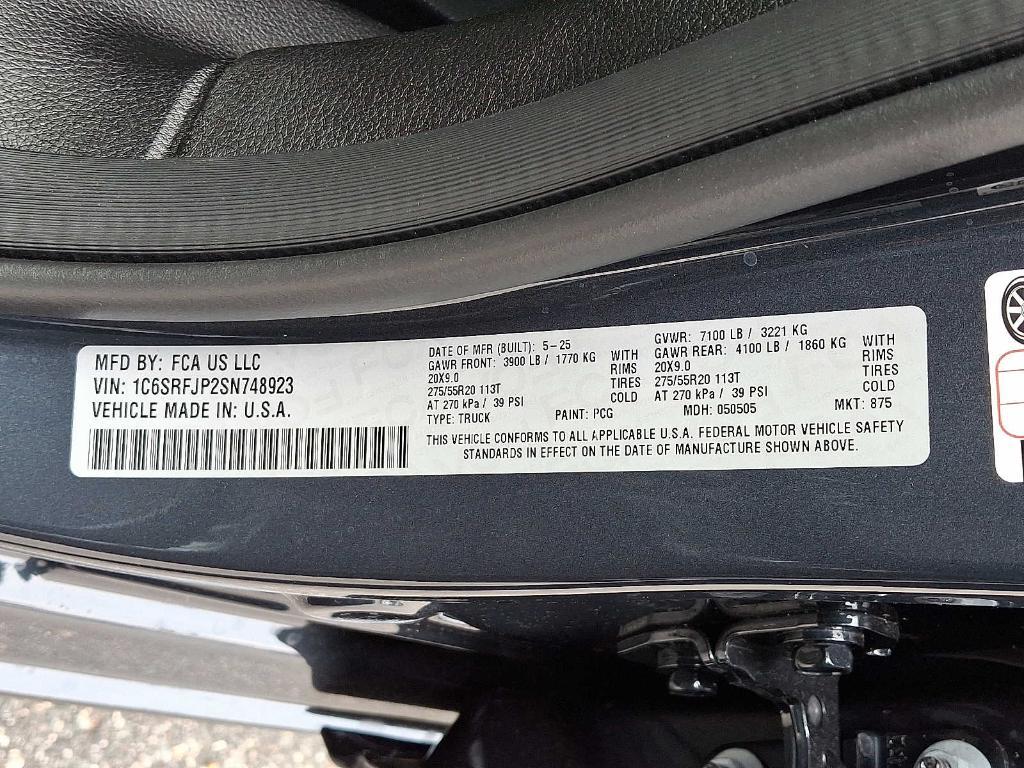 MFD BY: FCA US LLC
VIN: 1C6SRFJP2SN748923
VEHICLE MADE IN: U.S.A.
DATE OF MFR (BUILT): 5-25
GAWR FRONT: 3900 LB / 1770 KG WITH
20X9.0 RIMS
275/55R20 113T TIRES
AT 270 kPa / 39 PSI COLD
TYPE: TRUCK PAINT: PCG
GVWR: 7100 LB / 3221 KG
GAWR REAR: 4100 LB / 1860 KG WITH
20X9.0 RIMS
275/55R20 113T TIRES
AT 270 kPa / 39 PSI COLD
MDH: 050505 MKT: 875
THIS VEHICLE CONFORMS TO ALL APPLICABLE U.S.A. FEDERAL MOTOR VEHICLE SAFETY
STANDARDS IN EFFECT ON THE DATE OF MANUFACTURE SHOWN ABOVE.